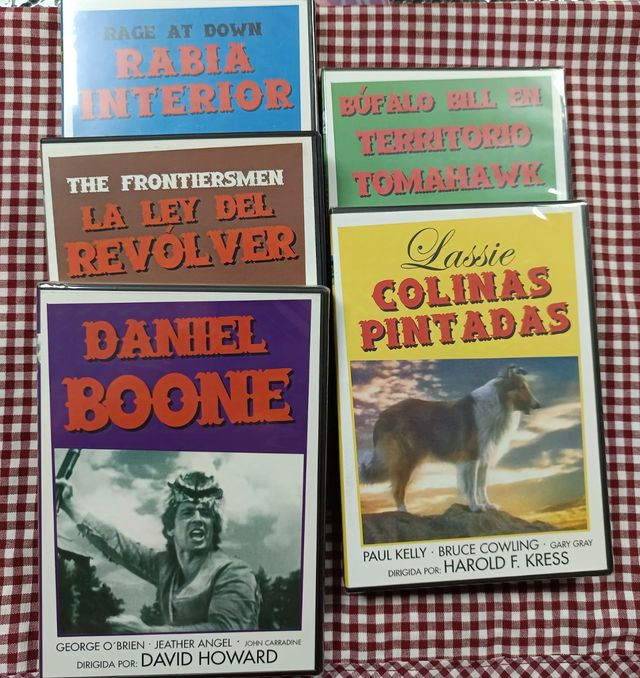 RAGE AT DOWN
RABIA
INTERIOR
THE FRONTIERSMEN
LA LEY DEL
REVÓLVER
DANIEL
BOONE
GEORGE O'BRIEN · JEATHER ANGEL · JOHN CARRADINE
DIRIGIDA POR: DAVID HOWARD
BÚFALO BILL EN
TERRITORIO
TOMAHAWK
Lassie
COLINAS
PINTADAS
PAUL KELLY · BRUCE COWLING · GARY GRAY
DIRIGIDA POR: HAROLD F. KRESS